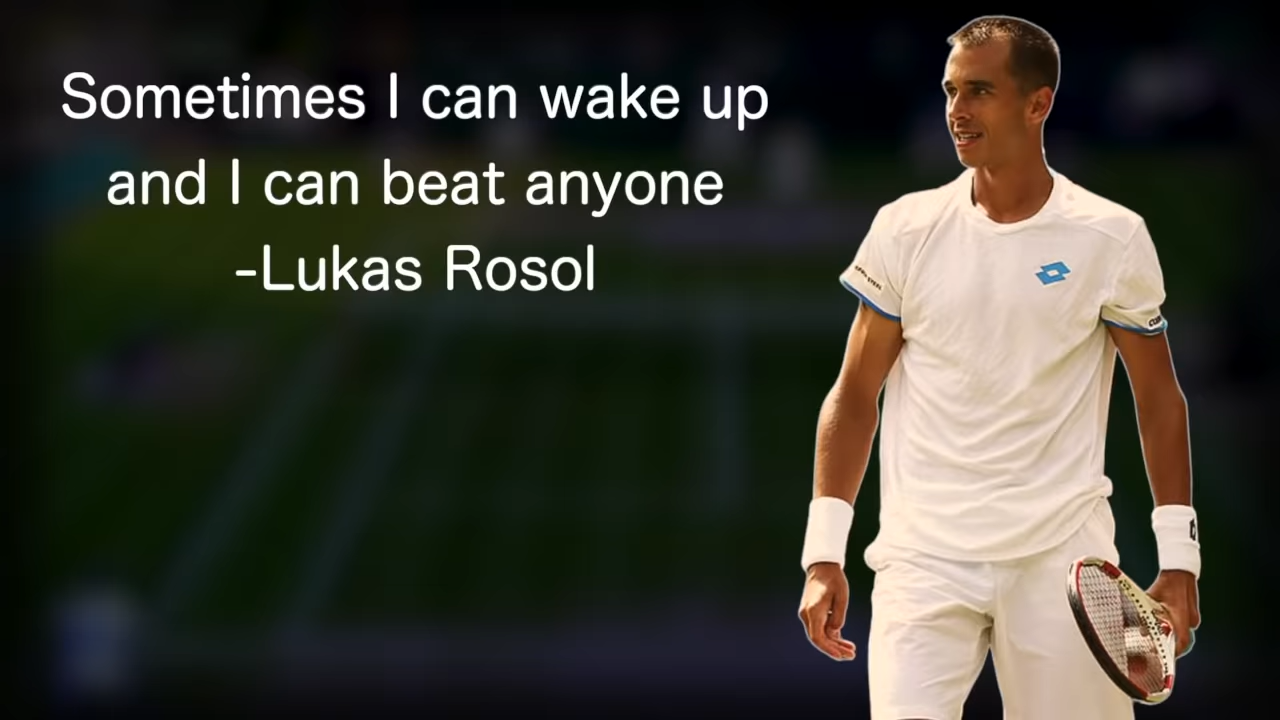 Sometimes I can wake up
and I can beat anyone
-Lukas Rosol